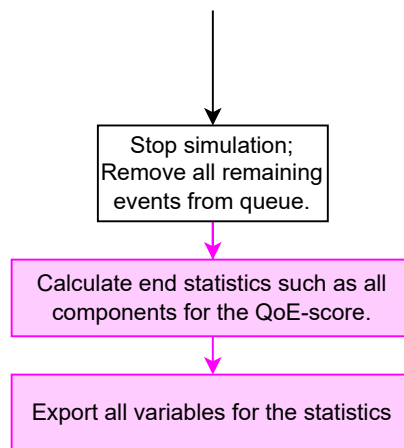 Stop simulation;
Remove all remaining
events from queue.
Calculate end statistics such as all
components for the QoE-score.
Export all variables for the statistics